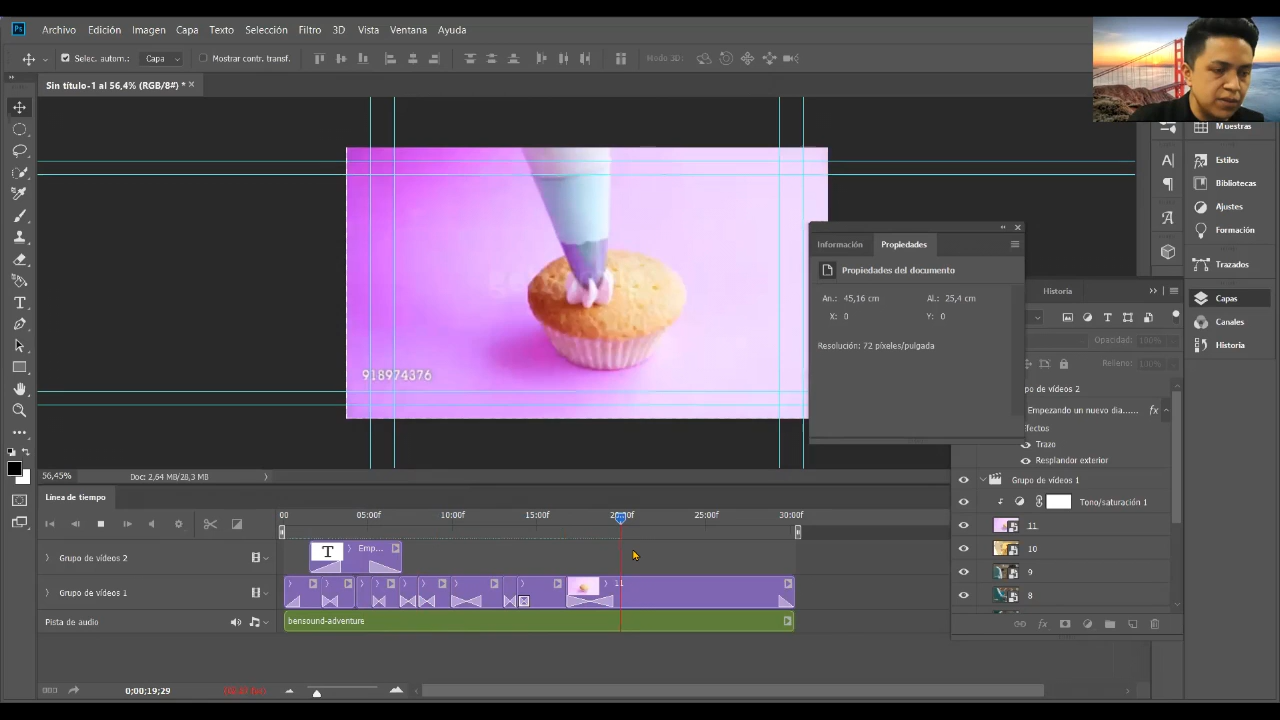 Ps Archivo Edición Imagen Capa Texto Selección Filtro 3D Vista Ventana Ayuda
Selec. autom.: Capa Mostrar contr. transf. Modo 3D:
Sin título-1 al 56,4% (RGB/8#) * ×
Muestras
Estilos
Bibliotecas
Ajustes
Formación
Trazados
Capas
Canales
Historia
918974376
Información Propiedades
Propiedades del documento
An.: 45,16 cm Al.: 25,4 cm
X: 0 Y: 0
Resolución: 72 píxeles/pulgada
Historia
Opacidad: 100%
Relleno: 100%
de vídeos 2
Empezando un nuevo dia...... fx
Efectos
Trazo
Resplandor exterior
Grupo de vídeos 1
Tono/saturación 1
11
10
9
8
56,45% Doc: 2,64 MB/28,3 MB
Línea de tiempo
00 05:00f 10:00f 15:00f 20:00f 25:00f 30:00f
Grupo de vídeos 2 T Emp...
Grupo de vídeos 1 11
Pista de audio bensound-adventure
0;00;19;29